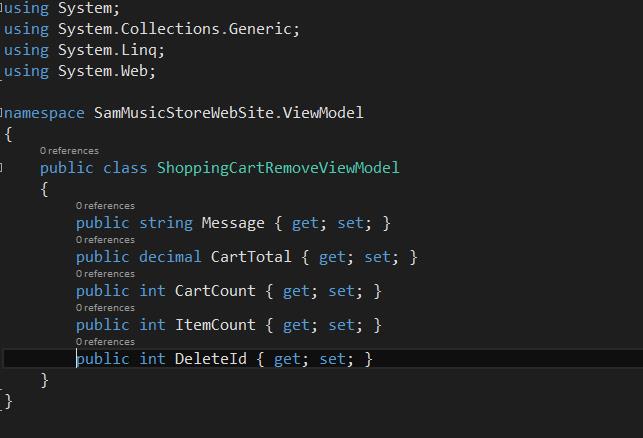 using System;
using System.Collections.Generic;
using System.Linq;
using System.Web;
namespace SamMusicStoreWebSite.ViewModel
{
0 references
public class ShoppingCartRemoveViewModel
{
0 references
public string Message { get; set; }
0 references
public decimal CartTotal { get; set; }
0 references
public int CartCount { get; set; }
0 references
public int ItemCount { get; set; }
0 references
public int DeleteId { get; set; }
}
}